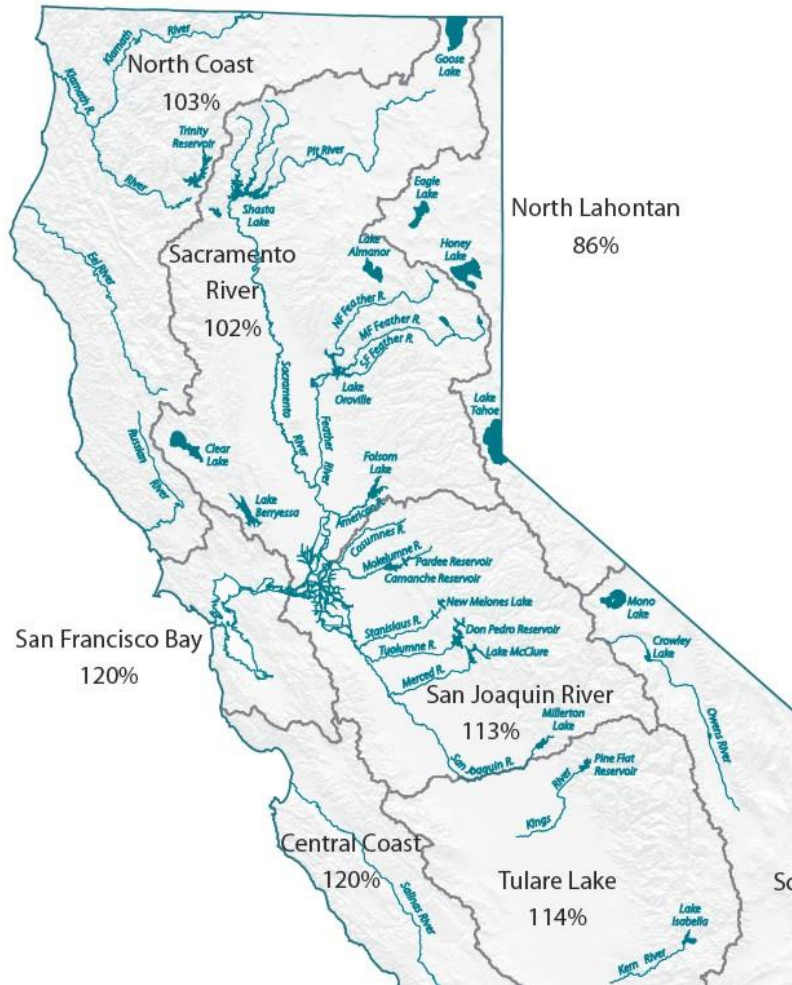 Klamath River
Goose
Lake
North Coast
103%
Klamath R.
Trinity
Reservoir
River
Pit River
Shasta
Lake
Eagle
Lake
North Lahontan
86%
Eel River
Sacramento
River
102%
Lake
Almanor
Honey
Lake
NF Feather R.
MF Feather R.
SF Feather R.
Lake
Oroville
Sacramento River
Feather River
Lake
Tahoe
Russian River
Clear
Lake
Folsom
Lake
Lake
Berryessa
American R.
Cosumnes R.
Mokelumne R.
Pardee Reservoir
Camanche Reservoir
Mono
Lake
New Melones Lake
Stanislaus R.
Don Pedro Reservoir
San Francisco Bay
120%
Tuolumne R.
Lake McClure
Crowley
Lake
Merced R.
San Joaquin River
113%
Millerton
Lake
Owens River
San Joaquin R.
Pine Flat
Reservoir
Kings River
Central Coast
120%
Salinas River
Tulare Lake
114%
Lake
Isabella
Kern River